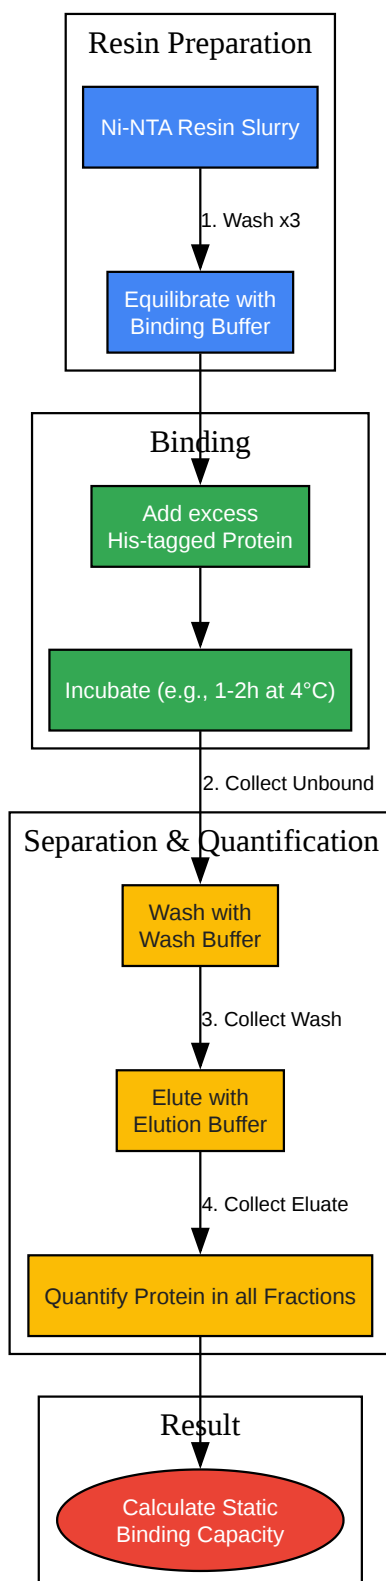 Resin Preparation
Ni-NTA Resin Slurry
1. Wash x3
Equilibrate with
Binding Buffer
Binding
Add excess
His-tagged Protein
Incubate (e.g., 1-2h at 4°C)
2. Collect Unbound
Separation & Quantification
Wash with
Wash Buffer
3. Collect Wash
Elute with
Elution Buffer
4. Collect Eluate
Quantify Protein in all Fractions
Result
Calculate Static
Binding Capacity